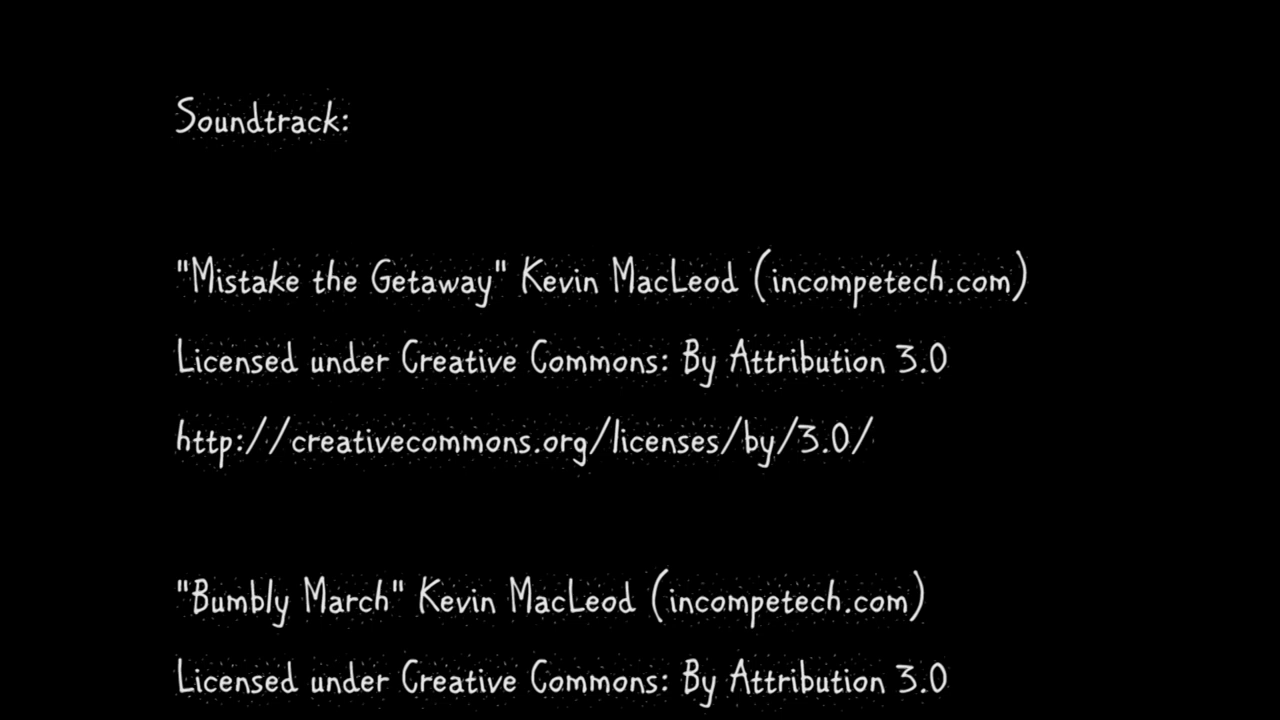 Soundtrack:
"Mistake the Getaway" Kevin MacLeod (incompetech.com)
Licensed under Creative Commons: By Attribution 3.0
http://creativecommons.org/licenses/by/3.0/
"Bumbly March" Kevin MacLeod (incompetech.com)
Licensed under Creative Commons: By Attribution 3.0